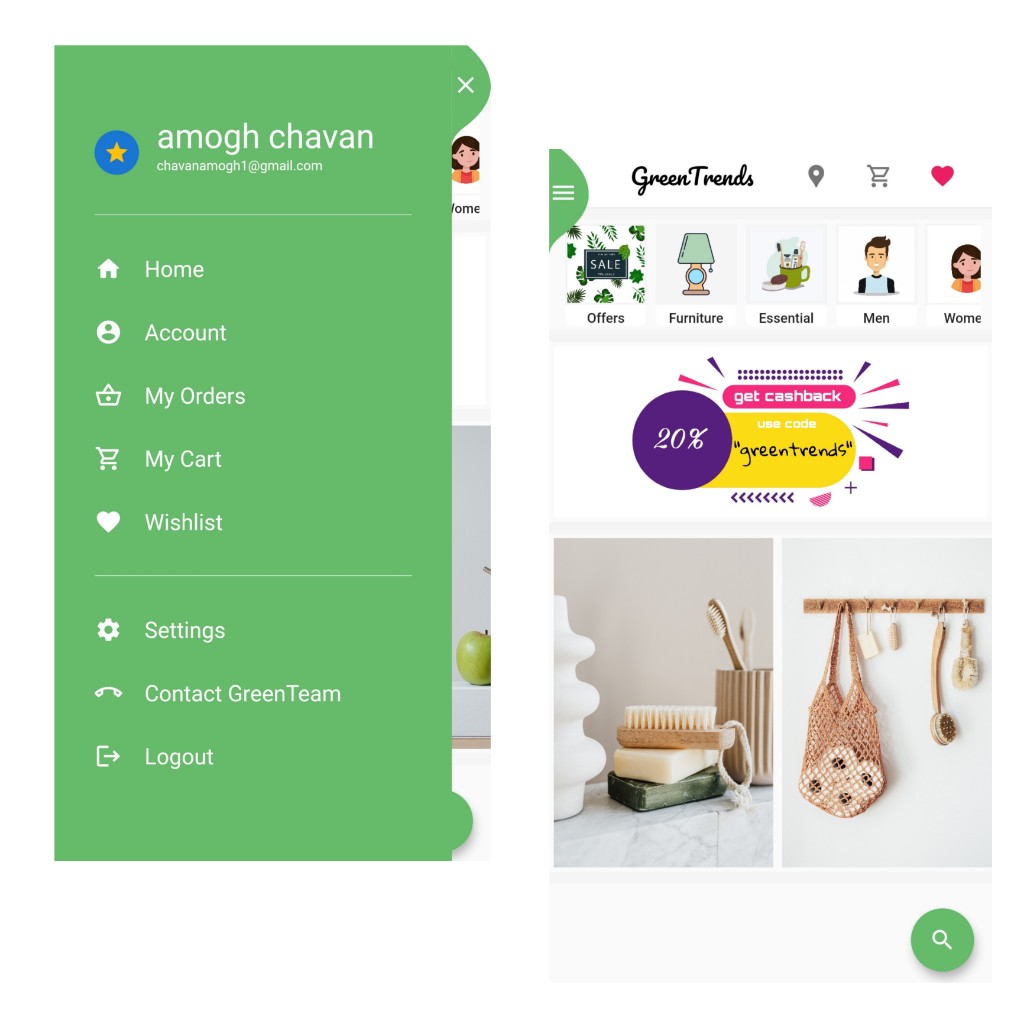 amogh chavan
chavanamogh1@gmail.com
Home
Account
My Orders
My Cart
Wishlist
Settings
Contact GreenTeam
Logout
ome
GreenTrends
SALE
Offers
Furniture
Essential
Men
Wome
get cashback
use code
20%
"greentrends"